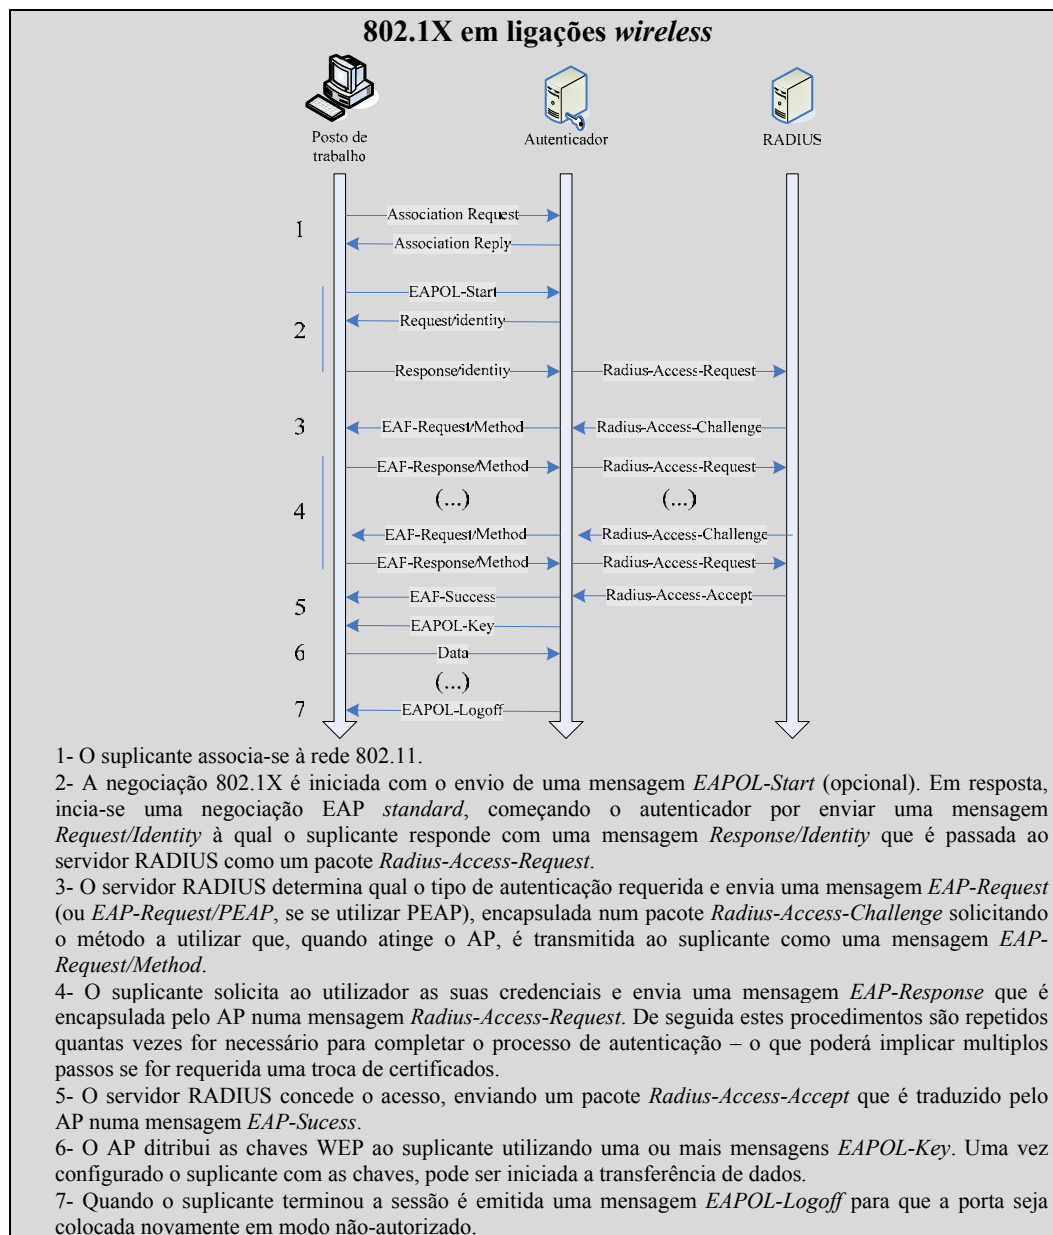 802.1X em ligações wireless
Posto de
trabalho
Autenticador
RADIUS
1
Association Request
Association Reply
2
EAPOL-Start
Request/identity
Response/identity
Radius-Access-Request
3
EAF-Request/Method
Radius-Access-Challenge
4
EAF-Response/Method
Radius-Access-Request
(...)
(...)
EAF-Request/Method
Radius-Access-Challenge
EAF-Response/Method
Radius-Access-Request
5
EAF-Success
Radius-Access-Accept
EAPOL-Key
6
Data
(...)
7
EAPOL-Logoff
1- O suplicante associa-se à rede 802.11.
2- A negociação 802.1X é iniciada com o envio de uma mensagem EAPOL-Start (opcional). Em resposta,
incia-se uma negociação EAP standard, começando o autenticador por enviar uma mensagem
Request/Identity à qual o suplicante responde com uma mensagem Response/Identity que é passada ao
servidor RADIUS como um pacote Radius-Access-Request.
3- O servidor RADIUS determina qual o tipo de autenticação requerida e envia uma mensagem EAP-Request
(ou EAP-Request/PEAP, se se utilizar PEAP), encapsulada num pacote Radius-Access-Challenge solicitando
o método a utilizar que, quando atinge o AP, é transmitida ao suplicante como uma mensagem EAP-
Request/Method.
4- O suplicante solicita ao utilizador as suas credenciais e envia uma mensagem EAP-Response que é
encapsulada pelo AP numa mensagem Radius-Access-Request. De seguida estes procedimentos são repetidos
quantas vezes for necessário para completar o processo de autenticação – o que poderá implicar multiplos
passos se for requerida uma troca de certificados.
5- O servidor RADIUS concede o acesso, enviando um pacote Radius-Access-Accept que é traduzido pelo
AP numa mensagem EAP-Sucess.
6- O AP ditribui as chaves WEP ao suplicante utilizando uma ou mais mensagens EAPOL-Key. Uma vez
configurado o suplicante com as chaves, pode ser iniciada a transferência de dados.
7- Quando o suplicante terminou a sessão é emitida uma mensagem EAPOL-Logoff para que a porta seja
colocada novamente em modo não-autorizado.